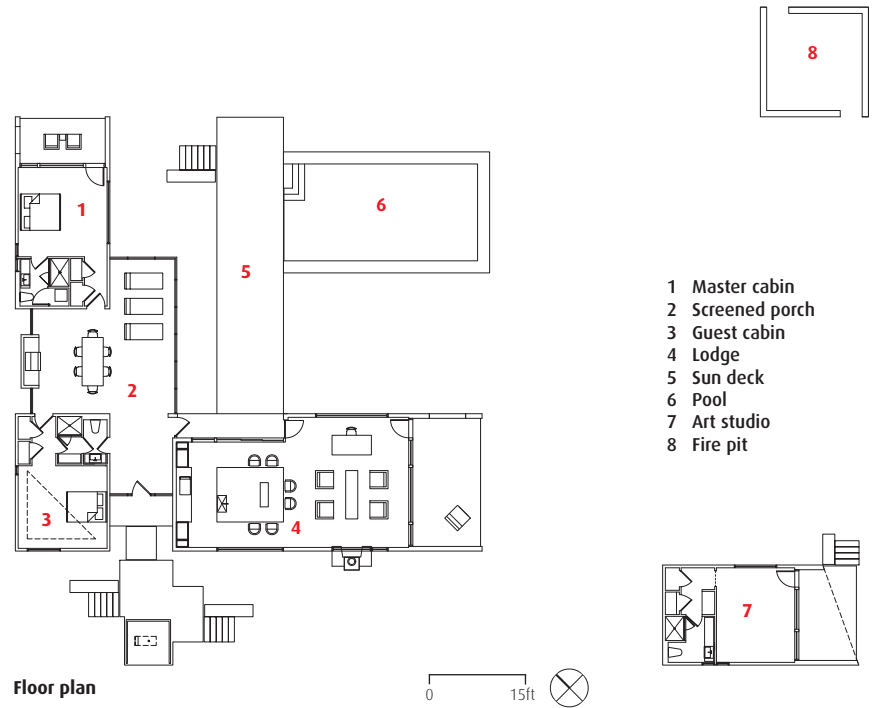 8
1
6
5
2
3
4
7
1 Master cabin
2 Screened porch
3 Guest cabin
4 Lodge
5 Sun deck
6 Pool
7 Art studio
8 Fire pit
Floor plan
0 15ft